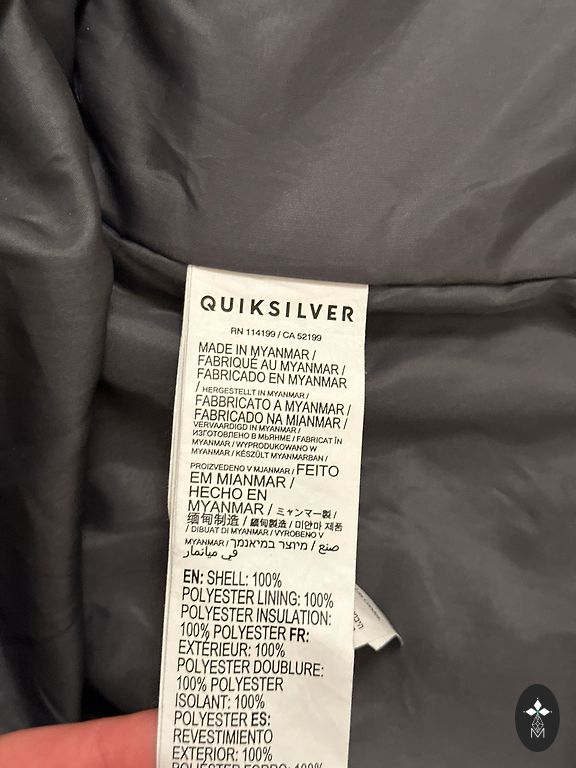 QUIKSILVER
RN 114199 / CA 52199
MADE IN MYANMAR /
FABRIQUÉ AU MYANMAR /
FABRICADO EN MYANMAR
/ HERGESTELLT IN MYANMAR /
FABBRICATO A MYANMAR /
FABRICADO NA MIANMAR /
VERVAARDIGD IN MYANMAR /
ИЗГОТОВЛЕНО В МЬЯНМЕ / FABRICAT ÎN
MYANMAR / WYPRODUKOWANO W
MYANMAR / KÉSZÜLT MYANMARBAN /
PROIZVEDENO V MJANMAR / FEITO
EM MIANMAR /
HECHO EN
MYANMAR / ミャンマー製 /
缅甸制造 / 緬甸製造 / 미얀마 제품
/ DIBUAT DI MYANMAR / VYROBENO V
MYANMAR / מיוצר במיאנמר / صنع
في ميانمار
EN: SHELL: 100%
POLYESTER LINING: 100%
POLYESTER INSULATION:
100% POLYESTER FR:
EXTÉRIEUR: 100%
POLYESTER DOUBLURE:
100% POLYESTER
ISOLANT: 100%
POLYESTER ES:
REVESTIMIENTO
EXTERIOR: 100%
POLIÉSTER FORRO: 100%